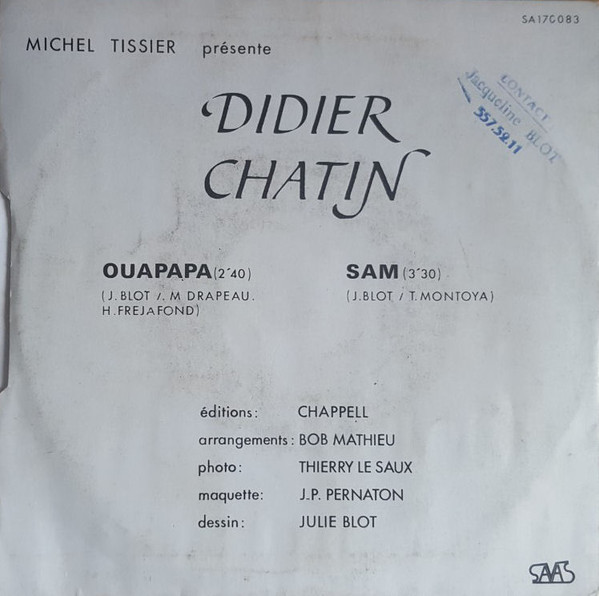 SA170083
MICHEL TISSIER présente
CONTACT
Jacqueline BLOT
557.52.11
DIDIER
CHATIN
OUAPAPA (2´40)
(J.BLOT /. M DRAPEAU.
H.FREJAFOND)
SAM (3´30)
(J.BLOT / T.MONTOYA)
éditions: CHAPPELL
arrangements: BOB MATHIEU
photo: THIERRY LE SAUX
maquette: J.P. PERNATON
dessin: JULIE BLOT
SAAS